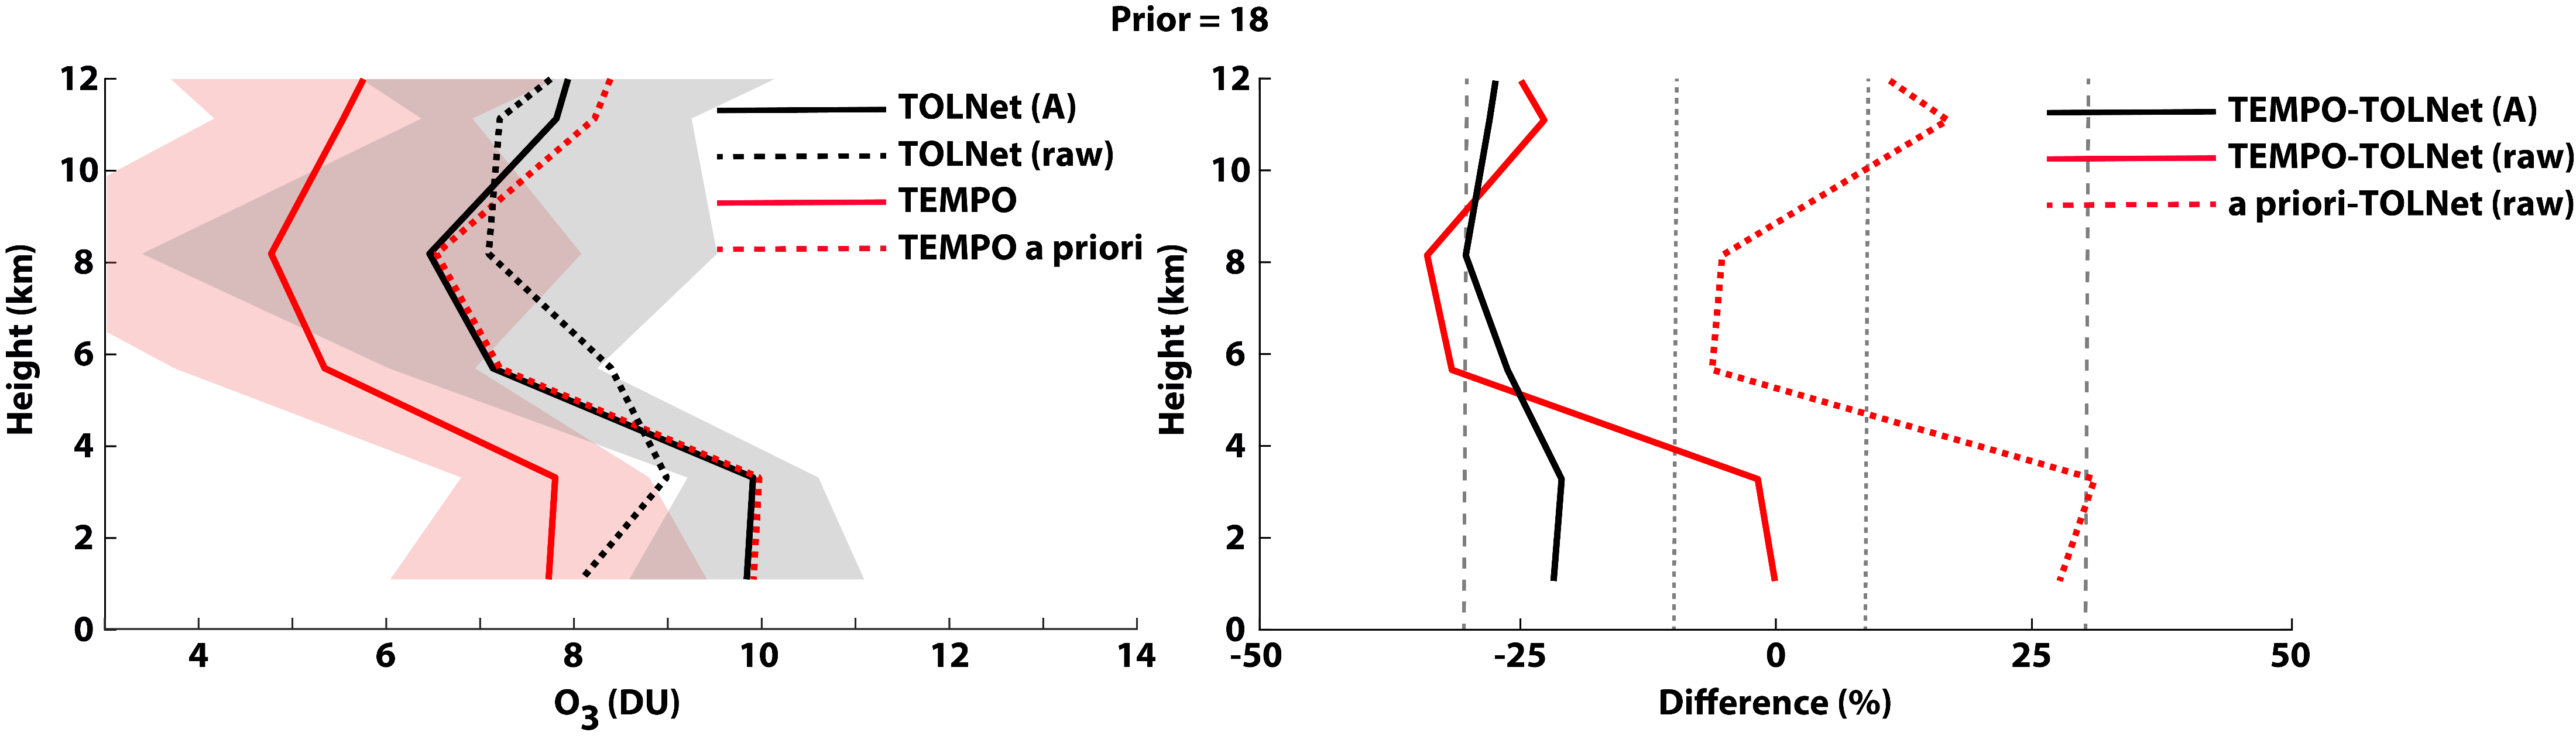 Prior = 18
12
10
8
6
4
2
0
4
6
8
10
12
14
Height (km)
O3 (DU)
TOLNet (A)
TOLNet (raw)
TEMPO
TEMPO a priori
12
10
8
6
4
2
0
-50
-25
0
25
50
Height (km)
Difference (%)
TEMPO-TOLNet (A)
TEMPO-TOLNet (raw)
a priori-TOLNet (raw)